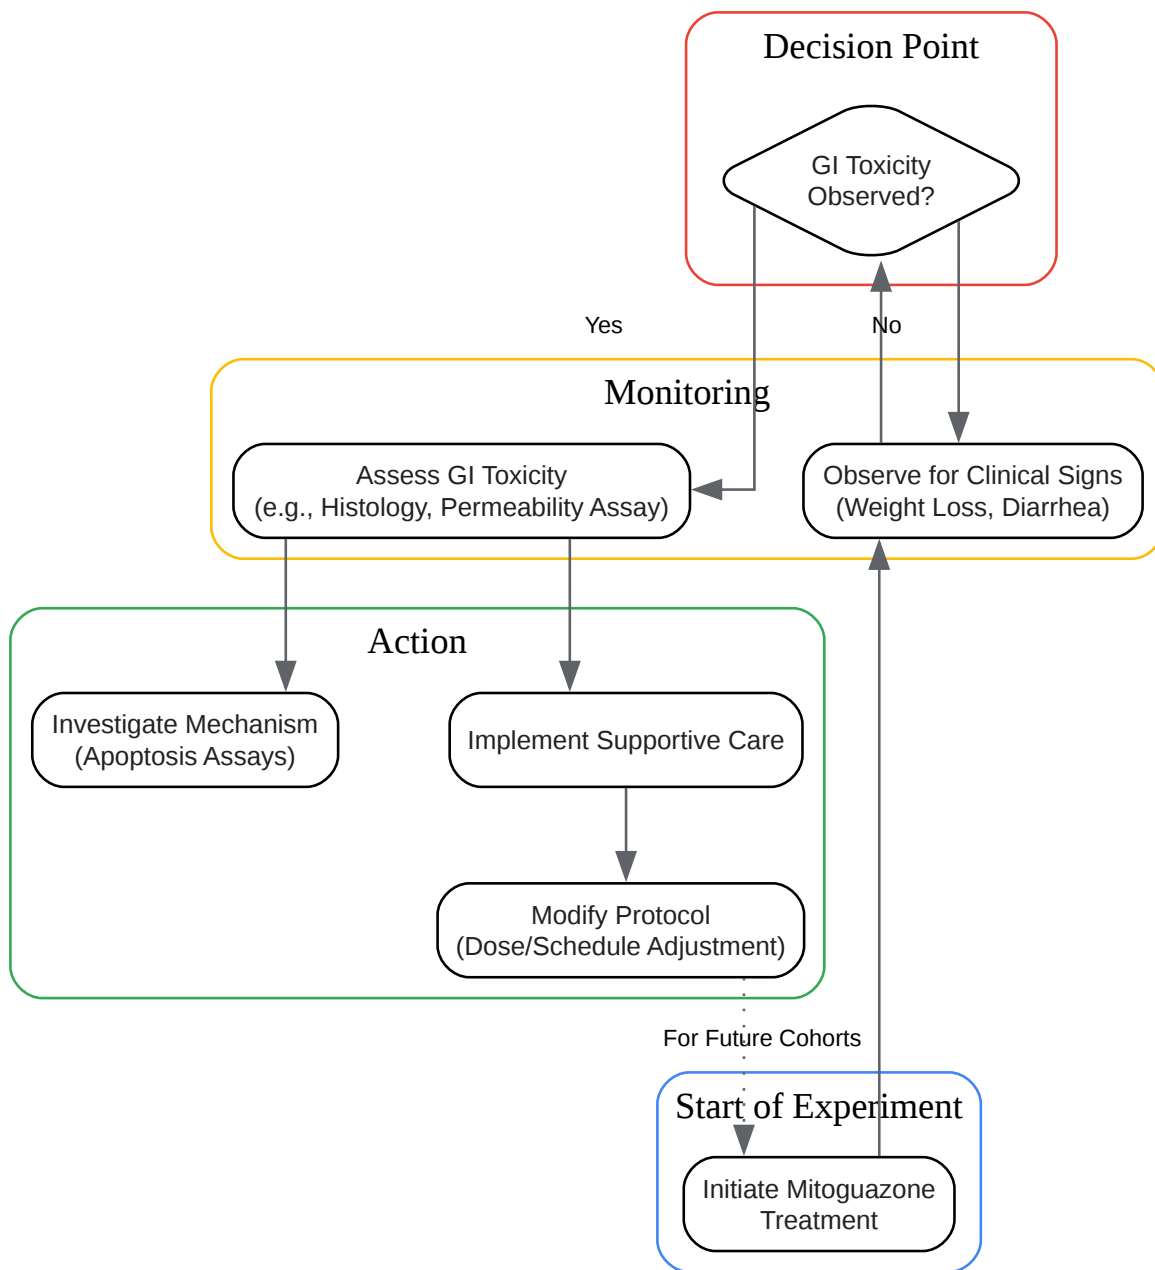 Decision Point
GI Toxicity
Observed?
Yes
No
Monitoring
Assess GI Toxicity
(e.g., Histology, Permeability Assay)
Observe for Clinical Signs
(Weight Loss, Diarrhea)
Action
Investigate Mechanism
(Apoptosis Assays)
Implement Supportive Care
Modify Protocol
(Dose/Schedule Adjustment)
For Future Cohorts
Start of Experiment
Initiate Mitoguazone
Treatment